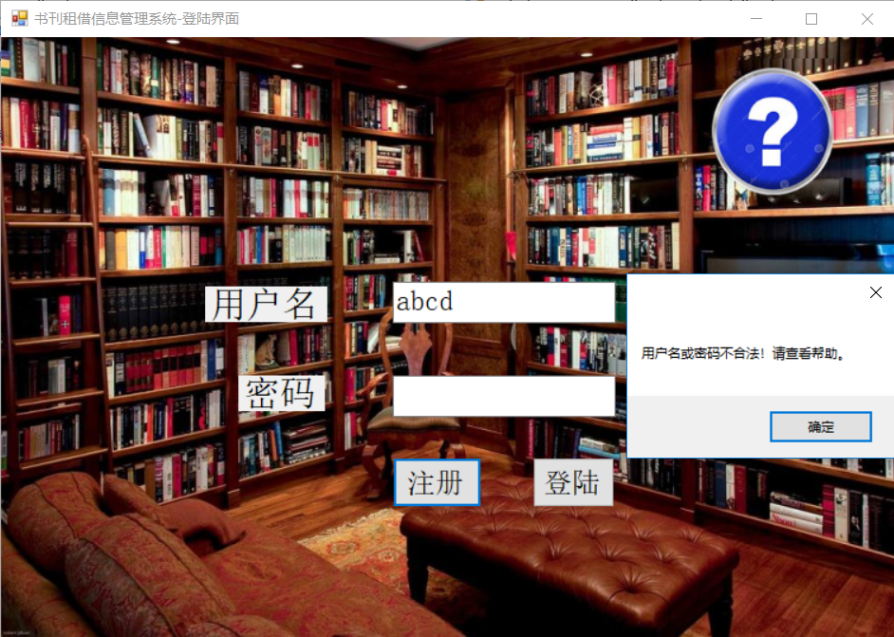 书刊租借信息管理系统-登陆界面
?
用户名
abcd
用户名或密码不合法！请查看帮助。
密码
确定
注册
登陆